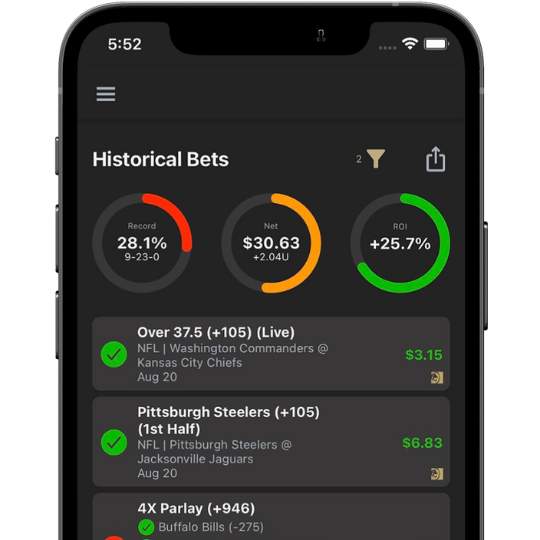 5:52
Historical Bets
2
Record
28.1%
9-23-0
Net
$30.63
+2.04U
ROI
+25.7%
Over 37.5 (+105) (Live)
NFL | Washington Commanders @
Kansas City Chiefs
Aug 20
$3.15
Pittsburgh Steelers (+105)
(1st Half)
NFL | Pittsburgh Steelers @
Jacksonville Jaguars
Aug 20
$6.83
4X Parlay (+946)
Buffalo Bills (-275)